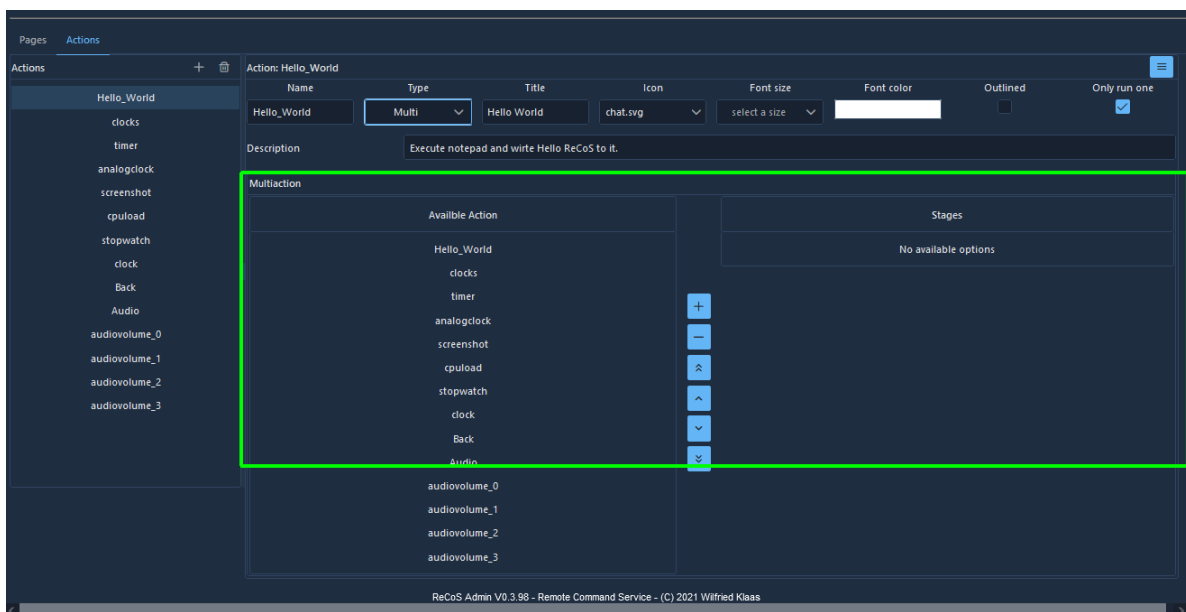 Pages Actions
Actions
Hello_World
clocks
timer
analogclock
screenshot
cpuload
stopwatch
clock
Back
Audio
audiovolume_0
audiovolume_1
audiovolume_2
audiovolume_3
Action: Hello_World
Name Type Title Icon Font size Font color Outlined Only run one
Hello_World Multi Hello World chat.svg select a size
Description Execute notepad and wirte Hello ReCoS to it.
Multiaction
Availble Action
Hello_World
clocks
timer
analogclock
screenshot
cpuload
stopwatch
clock
Back
Audio
audiovolume_0
audiovolume_1
audiovolume_2
audiovolume_3
Stages
No available options
ReCoS Admin V0.3.98 - Remote Command Service - (C) 2021 Wilfried Klaas